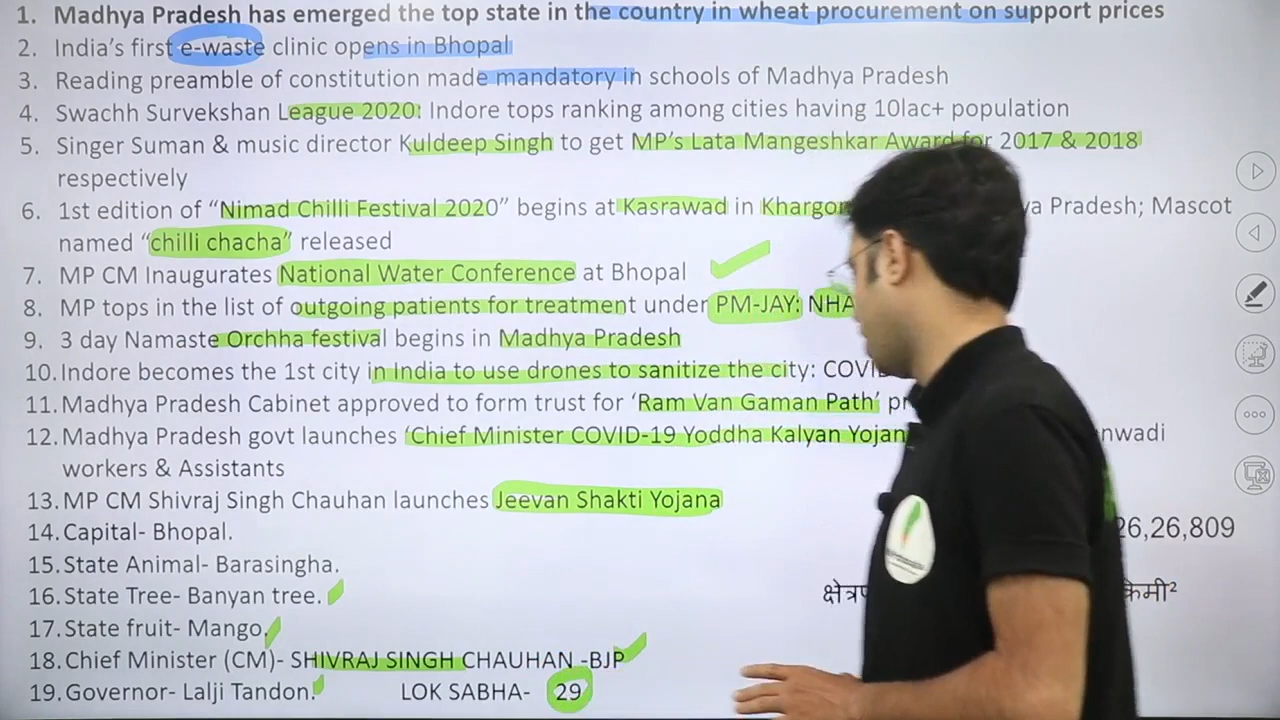 1. Madhya Pradesh has emerged the top state in the country in wheat procurement on support prices
2. India's first e-waste clinic opens in Bhopal
3. Reading preamble of constitution made mandatory in schools of Madhya Pradesh
4. Swachh Survekshan League 2020: Indore tops ranking among cities having 10lac+ population
5. Singer Suman & music director Kuldeep Singh to get MP's Lata Mangeshkar Award for 2017 & 2018
respectively
6. 1st edition of “Nimad Chilli Festival 2020” begins at Kasrawad in Pradesh; Mascot
named “chilli chacha” released
7. MP CM Inaugurates National Water Conference at Bhopal
8. MP tops in the list of outgoing patients for treatment under PM-JAY: NHA
9. 3 day Namaste Orchha festival begins in Madhya Pradesh
10. Indore becomes the 1st city in India to use drones to sanitize the city:
11. Madhya Pradesh Cabinet approved to form trust for ‘Ram Van Gaman Path’
12. Madhya Pradesh govt launches ‘Chief Minister COVID-19 Yoddha Kalyan
workers & Assistants
13. MP CM Shivraj Singh Chauhan launches Jeevan Shakti Yojana
14. Capital- Bhopal.
26,26,809
15. State Animal- Barasingha.
16. State Tree- Banyan tree.
17. State fruit- Mango.
18. Chief Minister (CM)- SHIVRAJ SINGH CHAUHAN -BJP
19. Governor- Lalji Tandon. LOK SABHA- 29